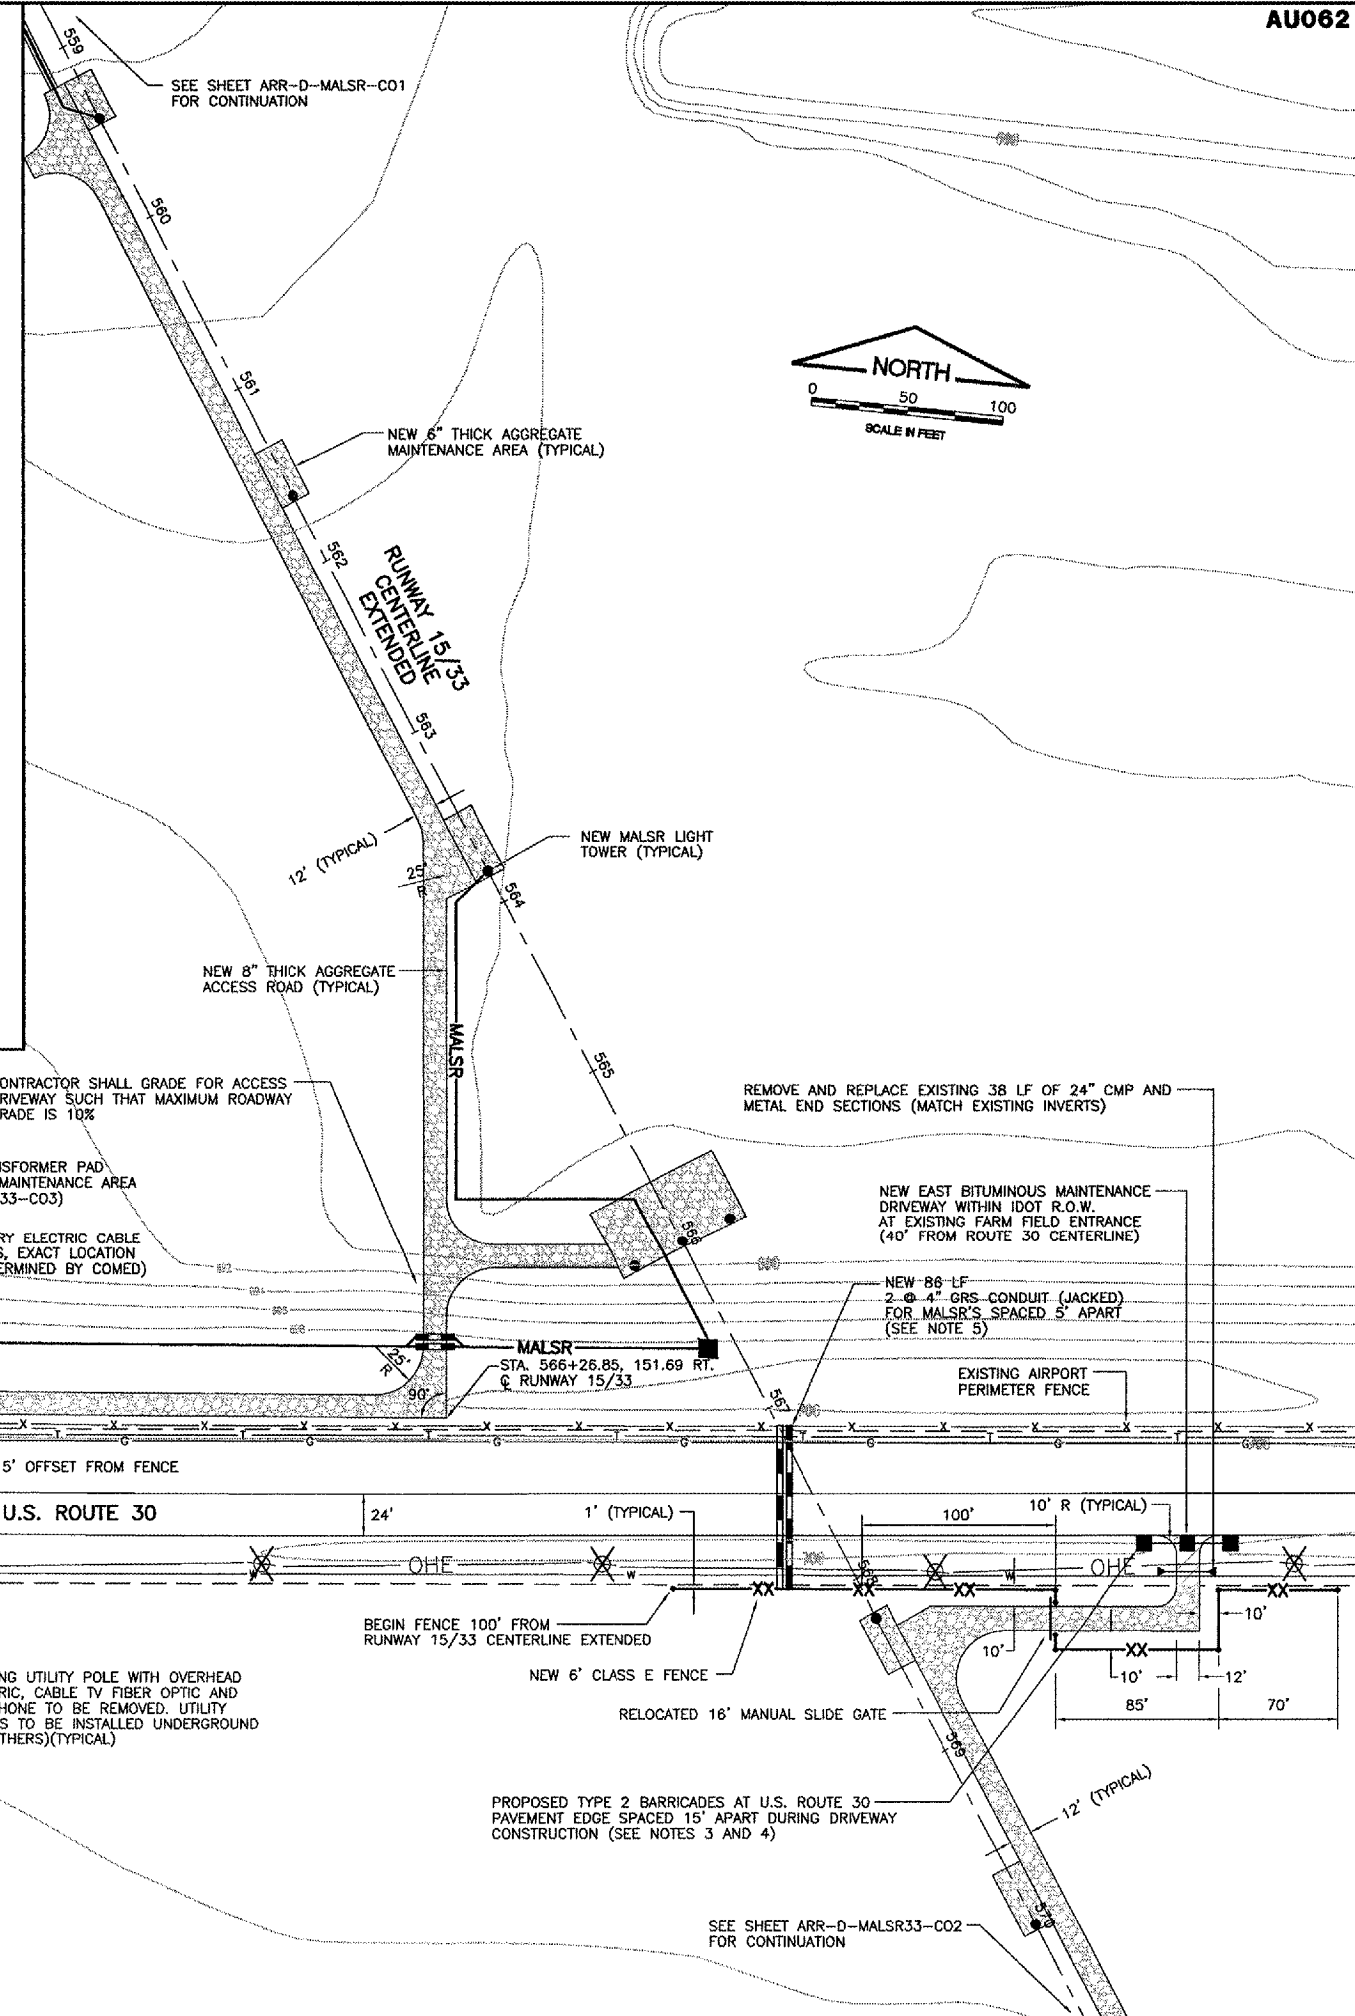 AU062
559
SEE SHEET ARR-D-MALSR-C01
FOR CONTINUATION
560
561
NORTH
0 50 100
SCALE IN FEET
NEW 6" THICK AGGREGATE
MAINTENANCE AREA (TYPICAL)
562
RUNWAY 15/33
CENTERLINE
EXTENDED
563
12' (TYPICAL)
NEW MALSR LIGHT
TOWER (TYPICAL)
25'
R
564
NEW 8" THICK AGGREGATE
ACCESS ROAD (TYPICAL)
MALSR
565
ONTRACTOR SHALL GRADE FOR ACCESS
RIVEWAY SUCH THAT MAXIMUM ROADWAY
RADE IS 10%
REMOVE AND REPLACE EXISTING 38 LF OF 24" CMP AND
METAL END SECTIONS (MATCH EXISTING INVERTS)
NSFORMER PAD
MAINTENANCE AREA
33-C03)
NEW EAST BITUMINOUS MAINTENANCE
DRIVEWAY WITHIN IDOT R.O.W.
AT EXISTING FARM FIELD ENTRANCE
(40' FROM ROUTE 30 CENTERLINE)
RY ELECTRIC CABLE
S, EXACT LOCATION
ERMINED BY COMED)
566
NEW 86 LF
2 @ 4" GRS CONDUIT (JACKED)
FOR MALSR'S SPACED 5' APART
(SEE NOTE 5)
MALSR
STA. 566+26.85, 151.69 RT.
℄ RUNWAY 15/33
25'
R
90'
EXISTING AIRPORT
PERIMETER FENCE
567
X X X X X X X X X X X X X X
T G G T G T G T G T G T G
5' OFFSET FROM FENCE
U.S. ROUTE 30
24'
1' (TYPICAL)
100'
10' R (TYPICAL)
W OHE W W OHE
568
XX XX XX XX
BEGIN FENCE 100' FROM
RUNWAY 15/33 CENTERLINE EXTENDED
10'
10'
XX
NEW 6' CLASS E FENCE
10'
12'
NG UTILITY POLE WITH OVERHEAD
RIC, CABLE TV FIBER OPTIC AND
HONE TO BE REMOVED. UTILITY
S TO BE INSTALLED UNDERGROUND
THERS)(TYPICAL)
85'
70'
RELOCATED 16' MANUAL SLIDE GATE
569
PROPOSED TYPE 2 BARRICADES AT U.S. ROUTE 30
PAVEMENT EDGE SPACED 15' APART DURING DRIVEWAY
CONSTRUCTION (SEE NOTES 3 AND 4)
12' (TYPICAL)
570
SEE SHEET ARR-D-MALSR33-C02
FOR CONTINUATION